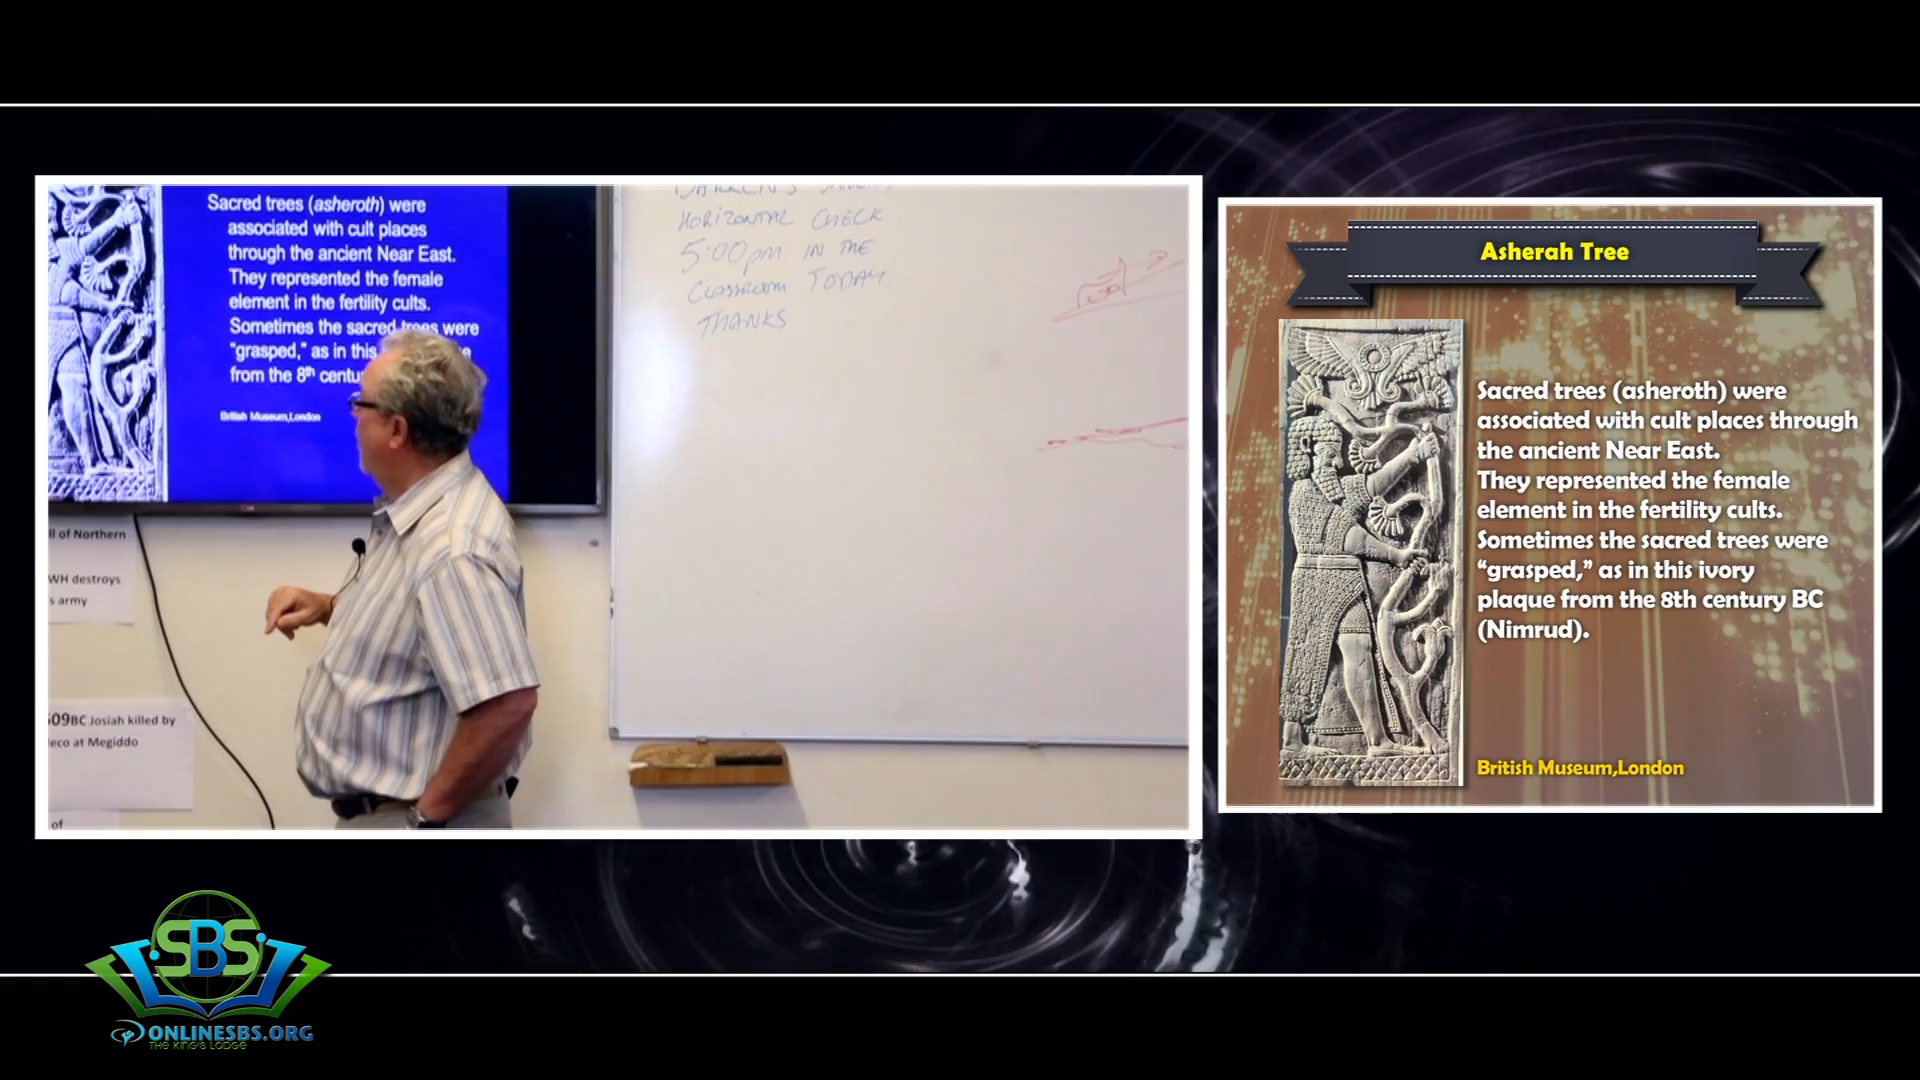 Sacred trees (asheroth) were
associated with cult places
through the ancient Near East.
They represented the female
element in the fertility cults.
Sometimes the sacred trees were
“grasped,” as in this
from the 8th
British Museum,London
ll of Northern
WH destroys
s army
609BC Josiah killed by
eco at Megiddo
of
HORIZONTAL CHECK
5:00pm IN THE
CLASSROOM TODAY
THANKS
Asherah Tree
Sacred trees (asheroth) were
associated with cult places through
the ancient Near East.
They represented the female
element in the fertility cults.
Sometimes the sacred trees were
“grasped,” as in this ivory
plaque from the 8th century BC
(Nimrud).
British Museum,London
SBS
ONLINESBS.ORG
THE KING'S LODGE